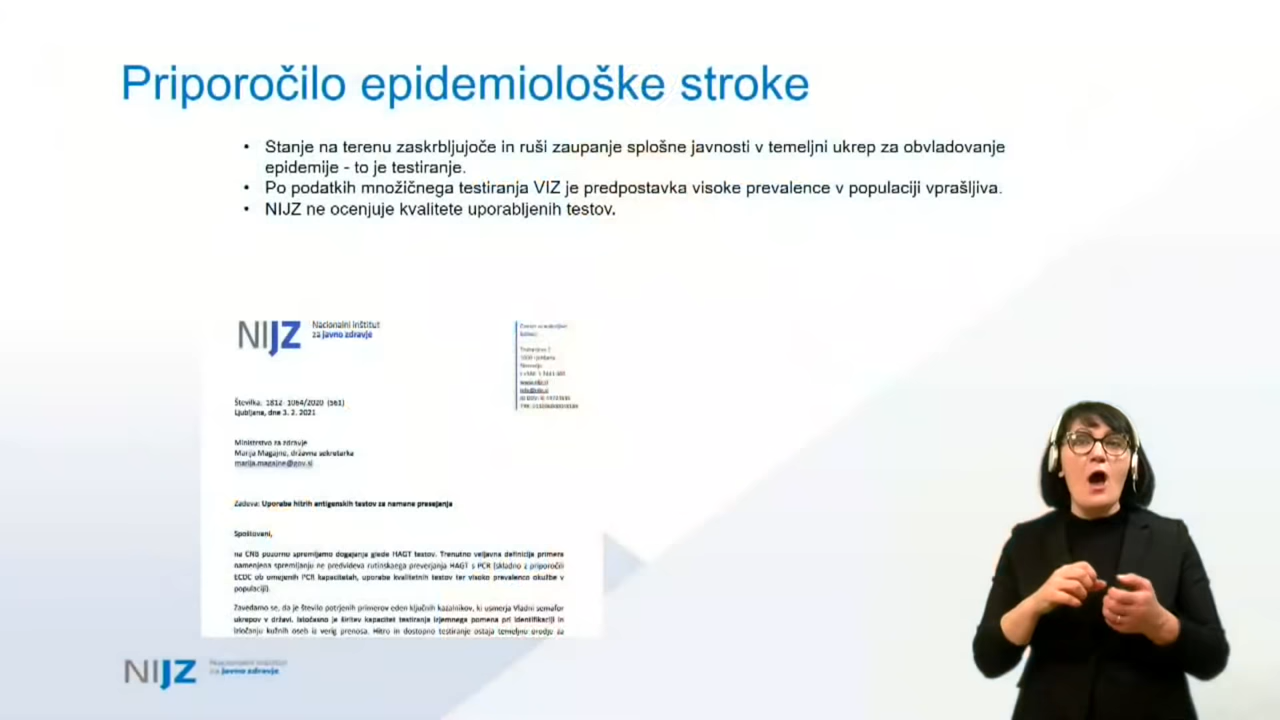 Priporočilo epidemiološke stroke
• Stanje na terenu zaskrbljujoče in ruši zaupanje splošne javnosti v temeljni ukrep za obvladovanje
epidemije - to je testiranje.
• Po podatkih množičnega testiranja VIZ je predpostavka visoke prevalence v populaciji vprašljiva.
• NIJZ ne ocenjuje kvalitete uporabljenih testov.
NIJZ Nacionalni inštitut
za javno zdravje
Številka: 1812- 1064/2020 (561)
Ljubljana, dne 3. 2. 2021
Ministrstvo za zdravje
Marija Magajne, državna sekretarka
marija.magajne@gov.si
Zadeva: Uporaba hitrih antigenskih testov za namene presejanja
Spoštovani,
na CNB pozorno spremljamo dogajanja glede HAGT testov. Trenutno veljavna definicija primera
namenjena spremljanju ne predvideva rutinskega preverjanja HAGT s PCR (skladno z priporočili
ECDC ob omejenih PCR kapacitetah, uporabe kvalitetnih testov ter visoko prevalenco okužbe v
populaciji).
Zavedamo se, da je število potrjenih primerov eden ključnih kazalnikov, ki usmerja Vladni semafor
ukrepov v državi. Istočasno je širitev kapacitet testiranja izjemnega pomena pri identifikaciji in
izločanju kužnih oseb iz verig prenosa. Hitro in dostopno testiranje ostaja temeljno orodje za
NIJZ Nacionalni inštitut
za javno zdravje